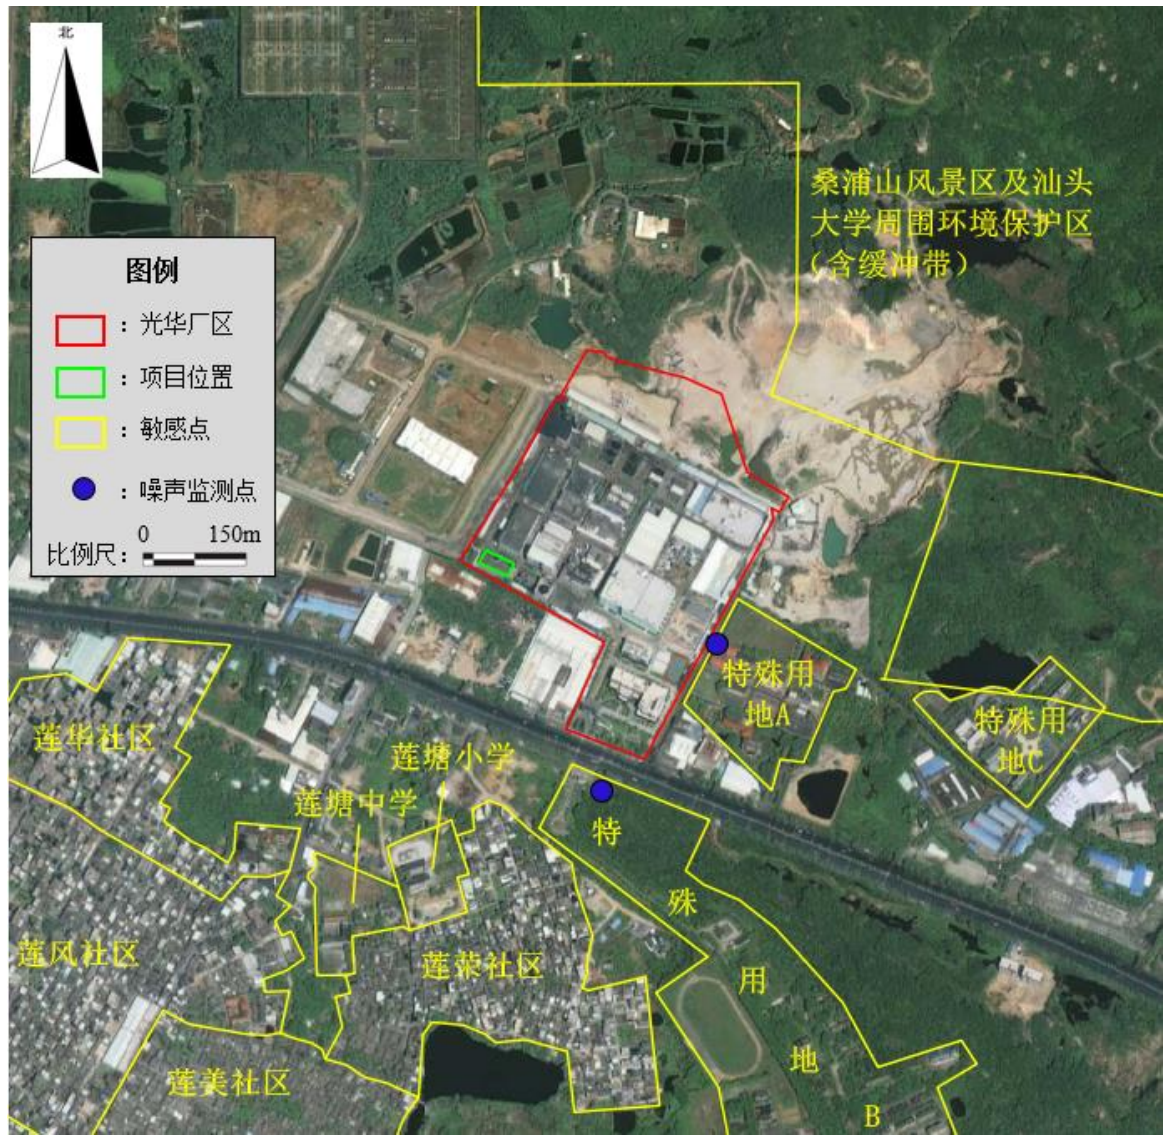 北
桑浦山风景区及汕头
大学周围环境保护区
（含缓冲带）
图例
：光华厂区
：项目位置
：敏感点
：噪声监测点
0 150m
比例尺：
特殊用
地A
特殊用
地C
莲华社区
莲塘小学
莲塘中学
特
殊
用
地
B
莲风社区
莲荣社区
莲美社区